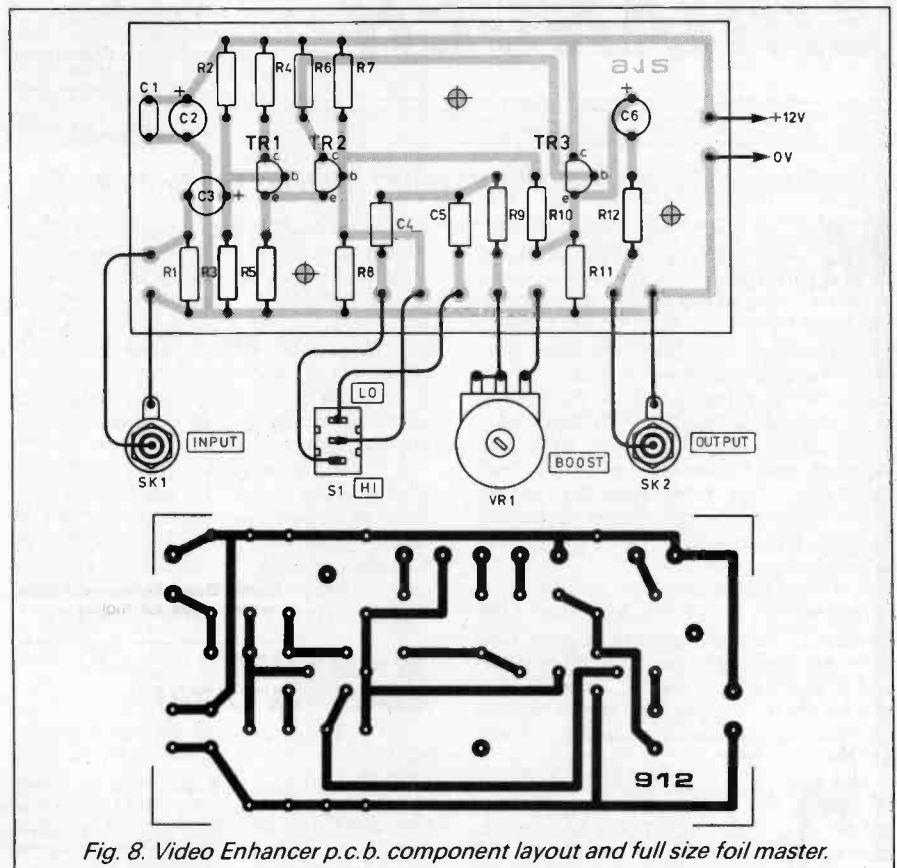 R2 R4 R6 R7
C1 + C2
TR1 TR2 TR3
c b e c b e c b e
C3 +
+ C6
+12V
0V
C4 C5 R9 R10 R12
R1 R3 R5 R8 R11
LO
INPUT
HI
BOOST
OUTPUT
SK1 S1 VR1 SK2
912
Fig. 8. Video Enhancer p.c.b. component layout and full size foil master.